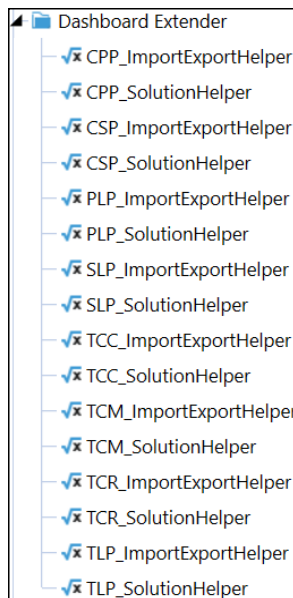 Dashboard Extender
CPP_ImportExportHelper
CPP_SolutionHelper
CSP_ImportExportHelper
CSP_SolutionHelper
PLP_ImportExportHelper
PLP_SolutionHelper
SLP_ImportExportHelper
SLP_SolutionHelper
TCC_ImportExportHelper
TCC_SolutionHelper
TCM_ImportExportHelper
TCM_SolutionHelper
TCR_ImportExportHelper
TCR_SolutionHelper
TLP_ImportExportHelper
TLP_SolutionHelper